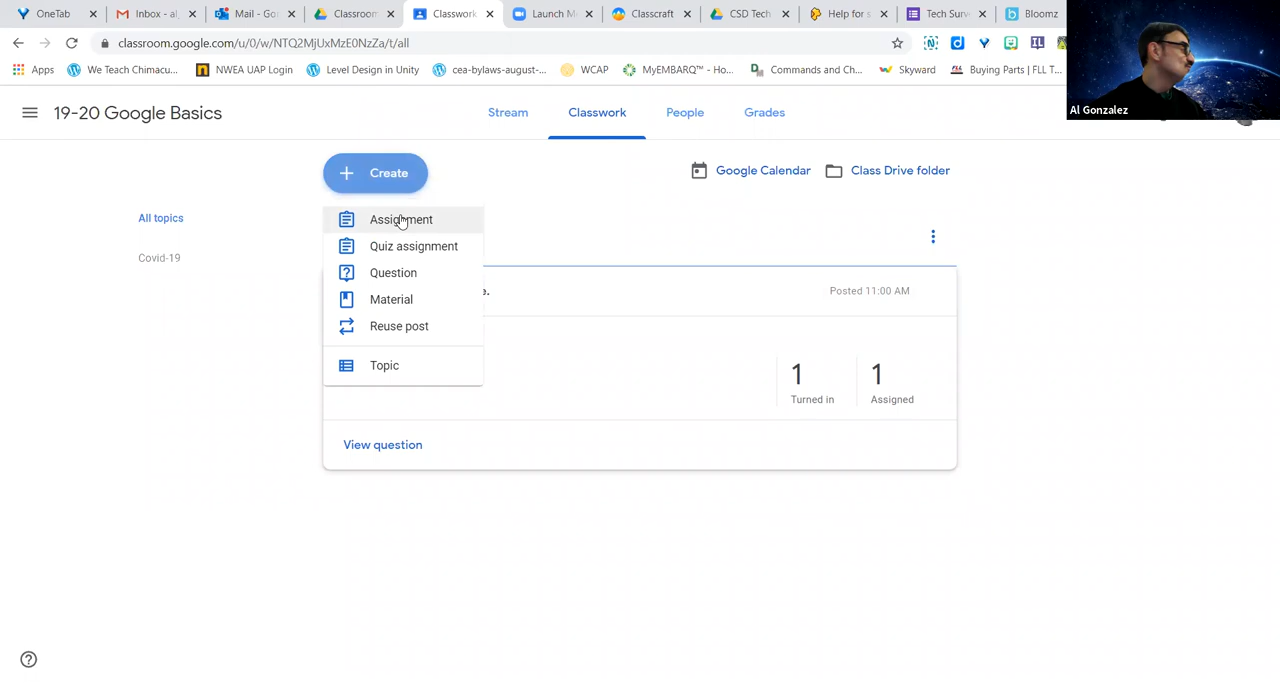 OneTab
Inbox - al
Mail - Go
Classroom
Classwork
Launch M
Classcraft
CSD Tech
Help for s
Tech Surv
Bloomz
classroom.google.com/u/0/w/NTQ2MjUxMzE0NzZa/t/all
Apps
We Teach Chimacu...
NWEA UAP Login
Level Design in Unity
cea-bylaws-august-...
WCAP
MyEMBARQ™ - Ho...
Commands and Ch...
Skyward
Buying Parts | FLL T...
Al Gonzalez
19-20 Google Basics
Stream
Classwork
People
Grades
Create
Google Calendar
Class Drive folder
All topics
Covid-19
Assignment
Quiz assignment
Question
Material
Reuse post
Topic
e.
Posted 11:00 AM
1
Turned in
1
Assigned
View question